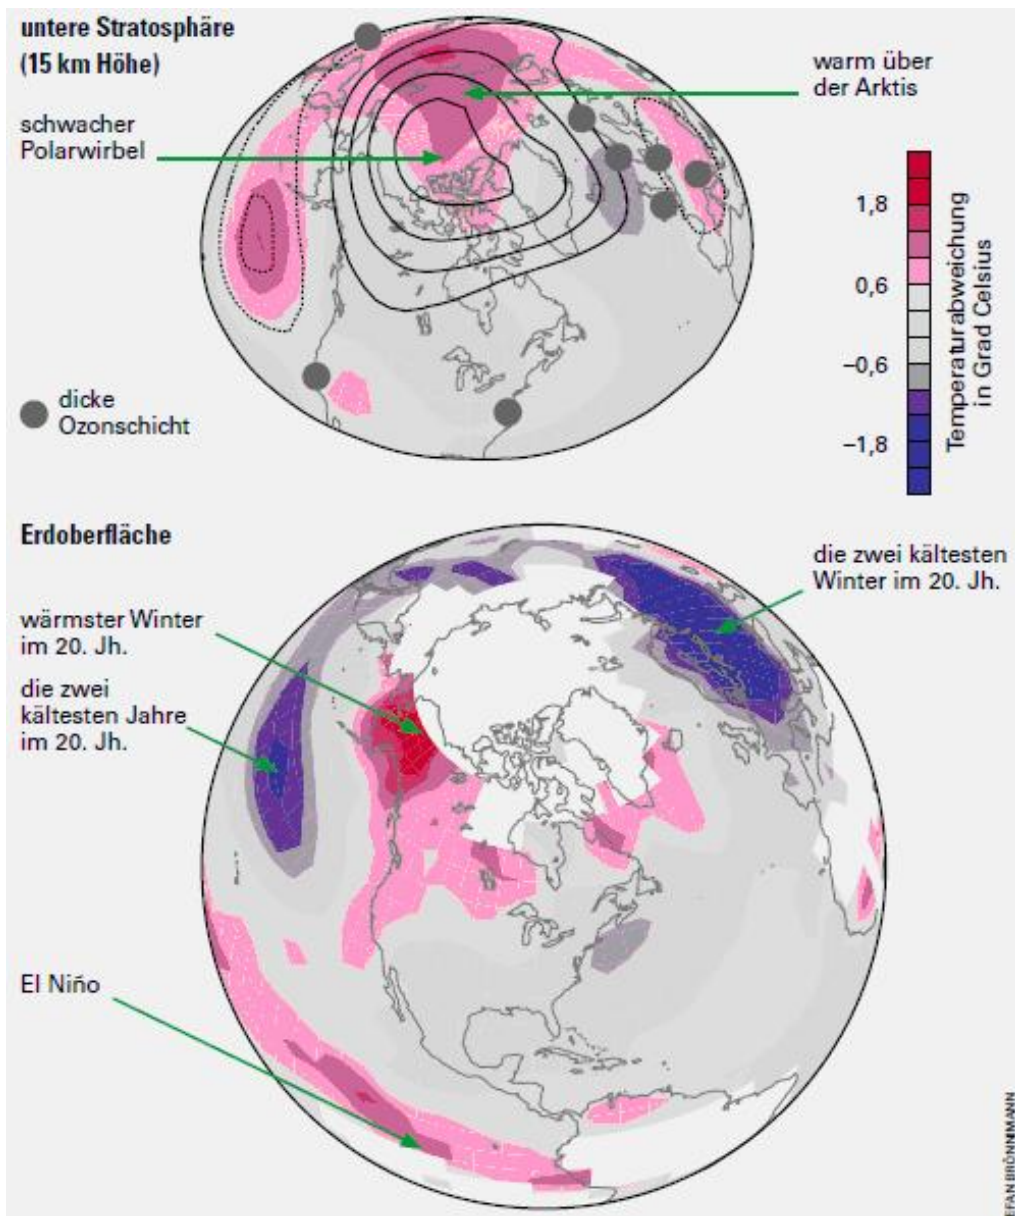 untere Stratosphäre
(15 km Höhe)
warm über
der Arktis
schwacher
Polarwirbel
1,8
0,6
–0,6
–1,8
Temperaturabweichung
in Grad Celsius
dicke
Ozonschicht
Erdoberfläche
die zwei kältesten
Winter im 20. Jh.
wärmster Winter
im 20. Jh.
die zwei
kältesten Jahre
im 20. Jh.
El Niño
EFAN BRÖNNIMANN